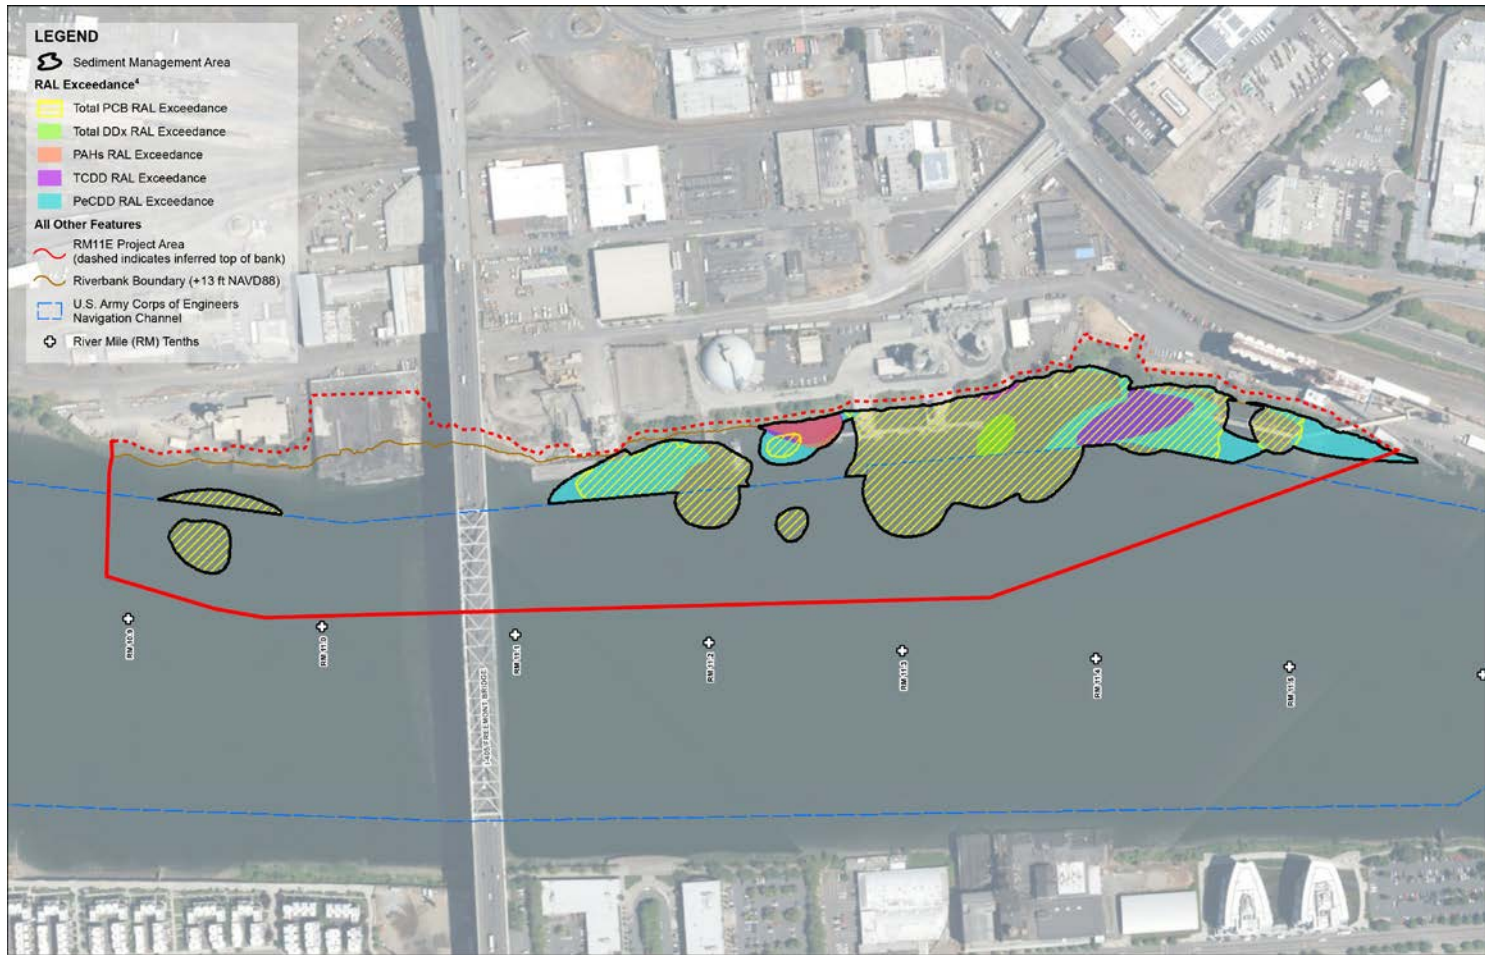 LEGEND
Sediment Management Area
RAL Exceedance⁴
Total PCB RAL Exceedance
Total DDx RAL Exceedance
PAHs RAL Exceedance
TCDD RAL Exceedance
PeCDD RAL Exceedance
All Other Features
RM11E Project Area
(dashed indicates inferred top of bank)
Riverbank Boundary (+13 ft NAVD88)
U.S. Army Corps of Engineers
Navigation Channel
River Mile (RM) Tenths
RM 10.9
RM 11.0
RM 11.1
RM 11.2
RM 11.3
RM 11.4
RM 11.5
I-405/FREEMONT BRIDGE